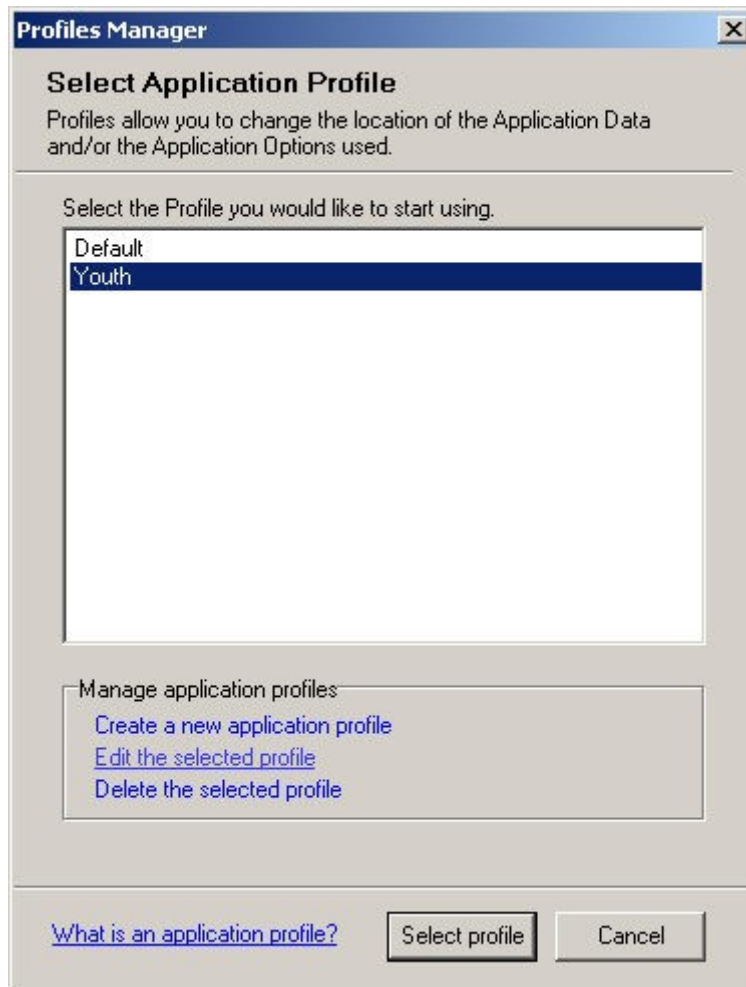 Profiles Manager
Select Application Profile
Profiles allow you to change the location of the Application Data
and/or the Application Options used.
Select the Profile you would like to start using.
Default
Youth
Manage application profiles
Create a new application profile
Edit the selected profile
Delete the selected profile
What is an application profile?
Select profile
Cancel